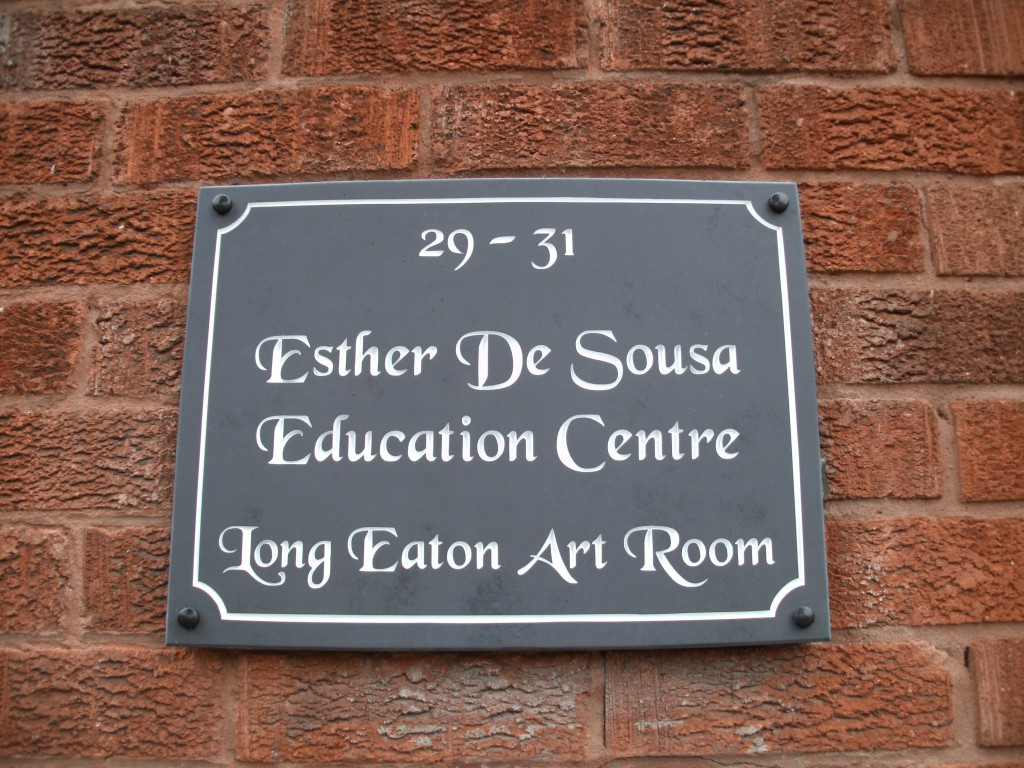 29 - 31
Esther De Sousa
Education Centre
Long Eaton Art Room